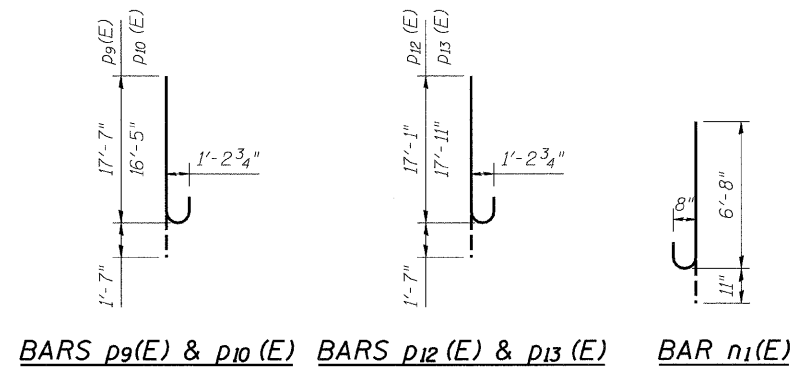 p9(E)
p10(E)
17'-7"
16'-5"
1'-2 3/4"
1'-7"
BARS p9(E) & p10(E)
p12(E)
p13(E)
17'-1"
17'-11"
1'-2 3/4"
1'-7"
BARS p12(E) & p13(E)
8"
6'-8"
11"
BAR n1(E)